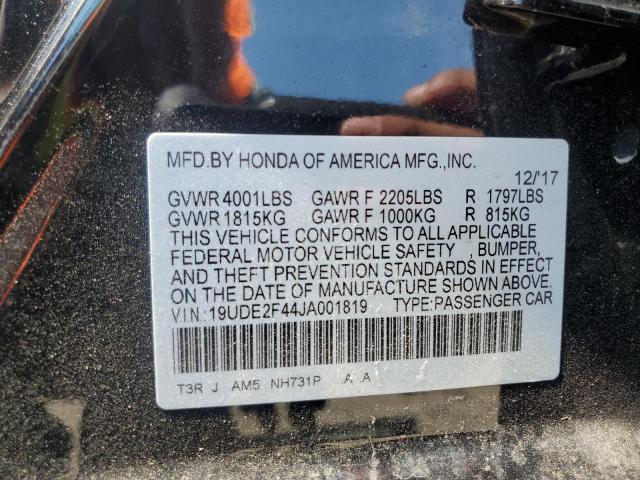 MFD.BY HONDA OF AMERICA MFG.,INC.
12/'17
GVWR 4001LBS GAWR F 2205LBS R 1797LBS
GVWR 1815KG GAWR F 1000KG R 815KG
THIS VEHICLE CONFORMS TO ALL APPLICABLE
FEDERAL MOTOR VEHICLE SAFETY , BUMPER,
AND THEFT PREVENTION STANDARDS IN EFFECT
ON THE DATE OF MANUFACTURE SHOWN ABOVE.
V.I.N: 19UDE2F44JA001819 TYPE:PASSENGER CAR
T3R J AM5 NH731P A A